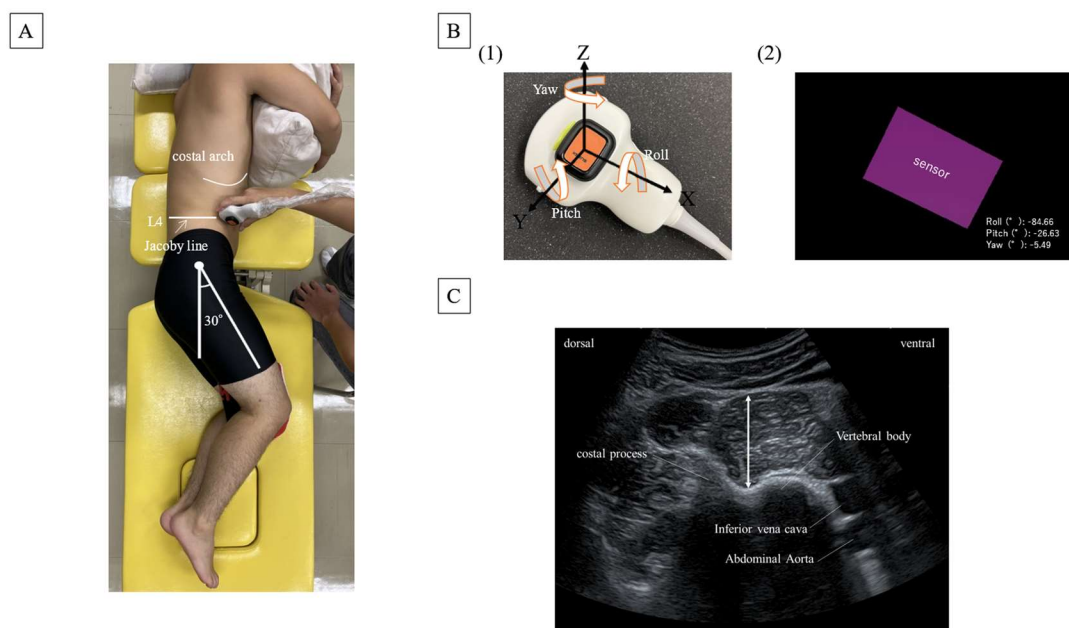 A
costal arch
L4
Jacoby line
30°
B
(1)
Z
Yaw
Roll
X
Y
Pitch
(2)
sensor
Roll (°): -84.66
Pitch (°): -26.63
Yaw (°): -5.49
C
dorsal
ventral
Vertebral body
costal process
Inferior vena cava
Abdominal Aorta